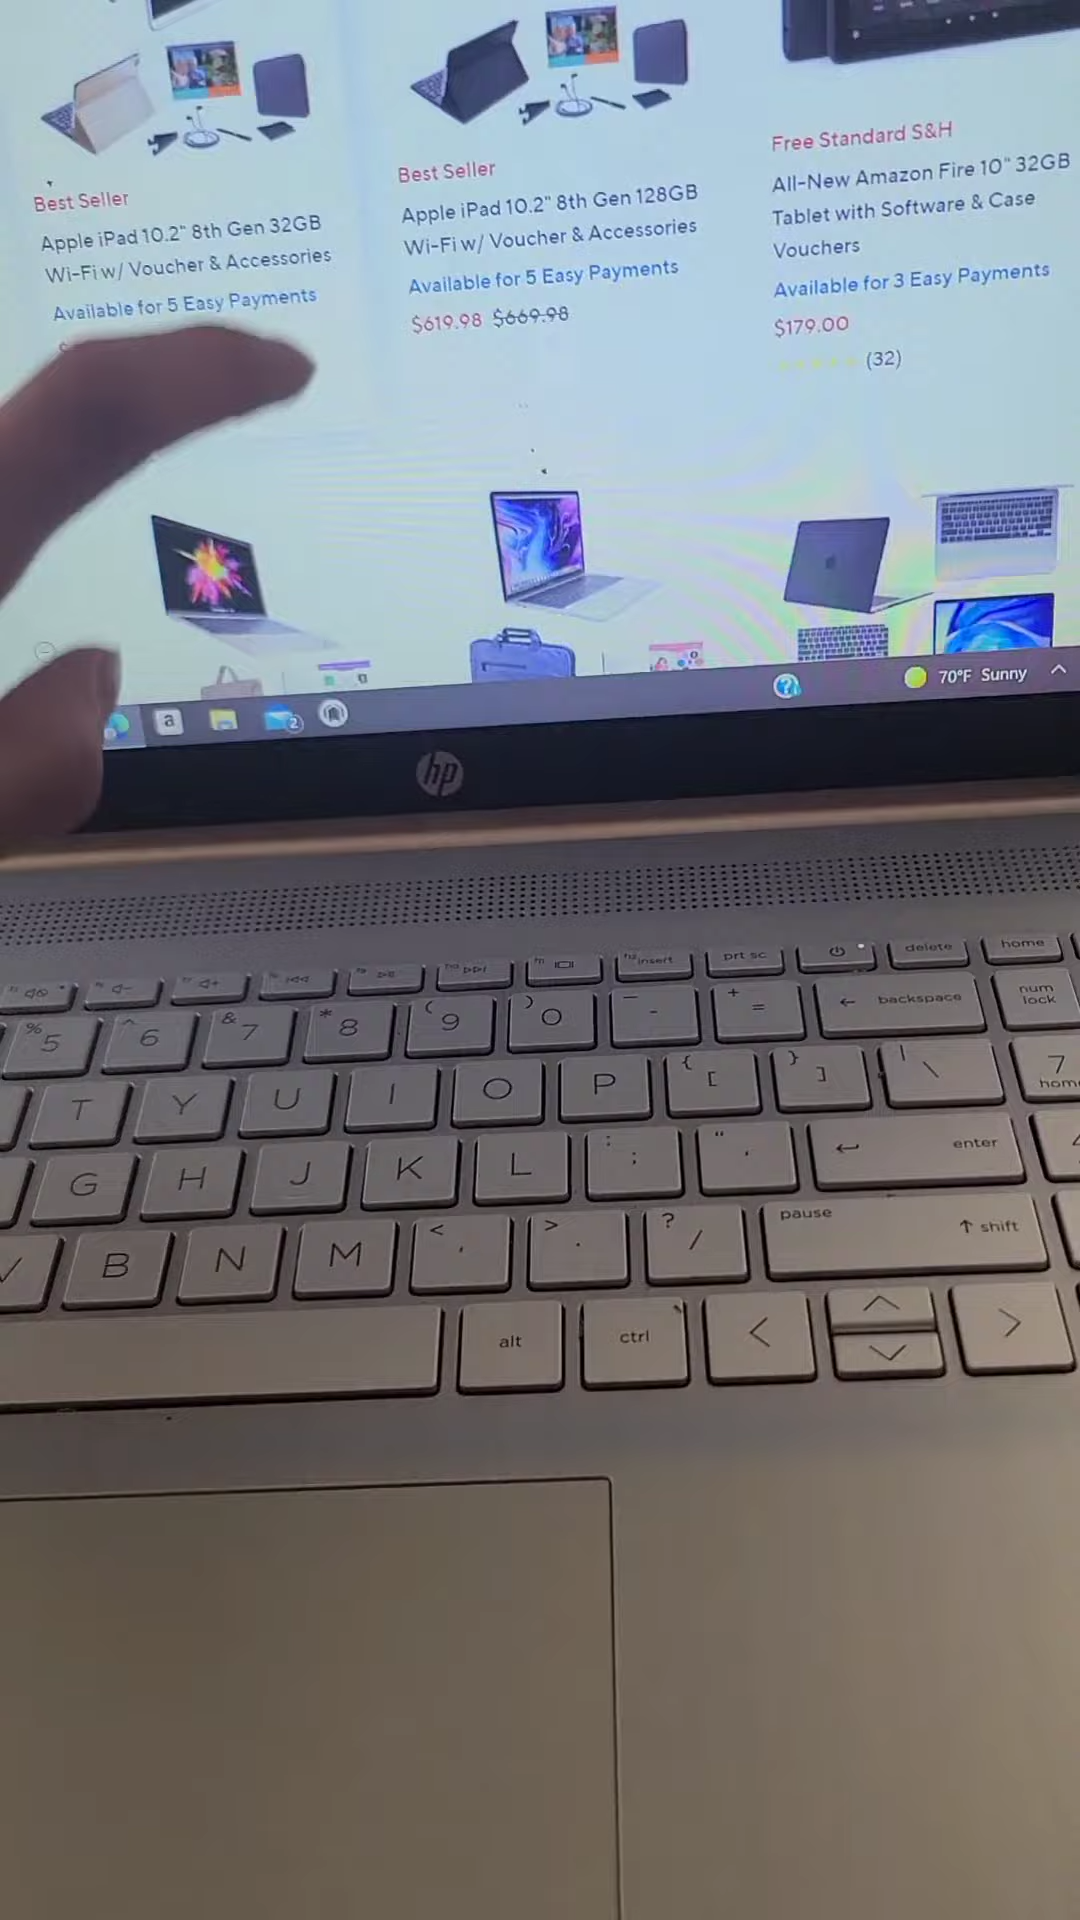 Best Seller
Apple iPad 10.2" 8th Gen 32GB
Wi-Fi w/ Voucher & Accessories
Available for 5 Easy Payments
Best Seller
Apple iPad 10.2" 8th Gen 128GB
Wi-Fi w/ Voucher & Accessories
Available for 5 Easy Payments
$619.98 $669.98
Free Standard S&H
All-New Amazon Fire 10" 32GB
Tablet with Software & Case
Vouchers
Available for 3 Easy Payments
$179.00
(32)
a
2
?
70°F Sunny
hp
insert prt sc delete home
% 5 ^ 6 & 7 * 8 ( 9 ) 0 _ - + = ← backspace num lock
T Y U I O P { [ } ] | \ 7 home
G H J K L : ; " ' enter
V B N M < , > . ? / pause ↑ shift
alt ctrl < >